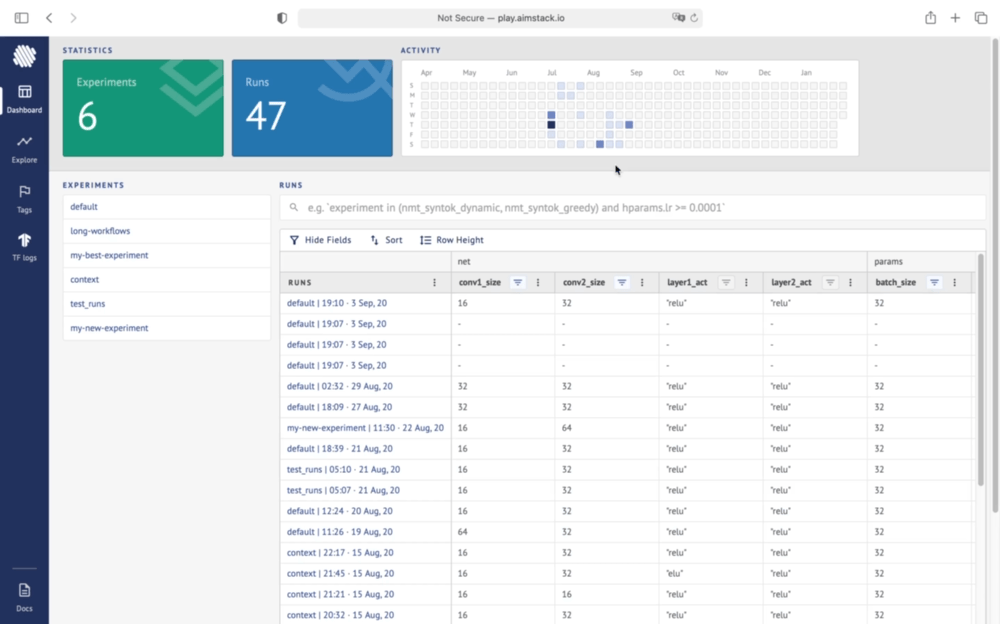 Not Secure — play.aimstack.io
Dashboard
Explore
Tags
TF logs
Docs
STATISTICS
Experiments
6
Runs
47
ACTIVITY
Apr May Jun Jul Aug Sep Oct Nov Dec Jan
S
M
T
W
T
F
S
EXPERIMENTS
default
long-workflows
my-best-experiment
context
test_runs
my-new-experiment
RUNS
e.g. `experiment in (nmt_syntok_dynamic, nmt_syntok_greedy) and hparams.lr >= 0.0001`
Hide Fields Sort Row Height
net params
RUNS conv1_size conv2_size layer1_act layer2_act batch_size
default | 19:10 · 3 Sep, 20 16 32 "relu" "relu" 32
default | 19:07 · 3 Sep, 20 - - - - -
default | 19:07 · 3 Sep, 20 - - - - -
default | 19:07 · 3 Sep, 20 - - - - -
default | 02:32 · 29 Aug, 20 32 32 "relu" "relu" 32
default | 18:09 · 27 Aug, 20 32 32 "relu" "relu" 32
my-new-experiment | 11:30 · 22 Aug, 20 16 64 "relu" "relu" 32
default | 18:39 · 21 Aug, 20 16 32 "relu" "relu" 32
test_runs | 05:10 · 21 Aug, 20 16 32 "relu" "relu" 32
test_runs | 05:07 · 21 Aug, 20 16 32 "relu" "relu" 32
default | 12:24 · 20 Aug, 20 16 32 "relu" "relu" 32
default | 11:26 · 19 Aug, 20 64 32 "relu" "relu" 32
context | 22:17 · 15 Aug, 20 16 32 "relu" "relu" 32
context | 21:45 · 15 Aug, 20 16 32 "elu" "relu" 32
context | 21:21 · 15 Aug, 20 16 16 "relu" "relu" 32
context | 20:32 · 15 Aug, 20 16 32 "relu" "relu" 32